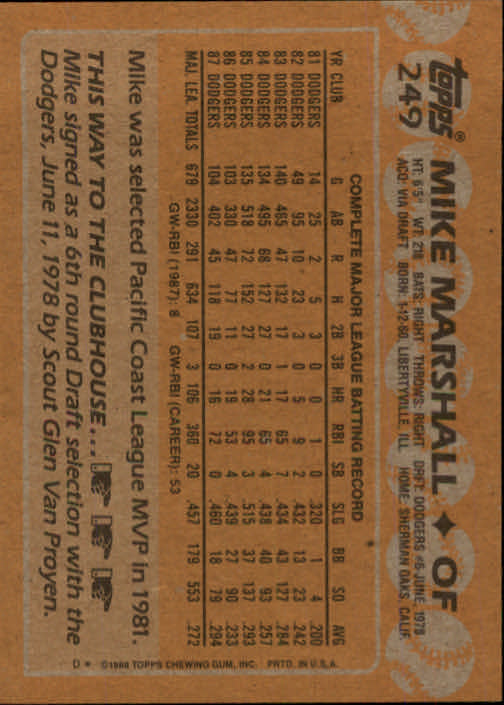 topps®
249
MIKE MARSHALL ♦ OF
HT: 6'5" WT: 218 BATS: RIGHT THROWS: RIGHT DRFT: DODGERS #6-JUNE, 1978
ACQ: VIA DRAFT BORN: 1-12-60, LIBERTYVILLE, ILL. HOME: SHERMAN OAKS, CALIF.
COMPLETE MAJOR LEAGUE BATTING RECORD
YR CLUB G AB R H 2B 3B HR RBI SB SLG BB SO AVG
81 DODGERS 14 25 2 5 3 0 0 1 0 .320 1 4 .200
82 DODGERS 49 95 10 23 3 0 5 9 2 .432 13 23 .242
83 DODGERS 140 465 47 132 17 1 17 65 7 .434 43 127 .284
84 DODGERS 134 495 68 127 27 0 21 65 4 .438 40 93 .257
85 DODGERS 135 518 72 152 27 2 28 95 3 .515 37 137 .293
86 DODGERS 103 330 47 77 11 0 19 53 4 .439 27 90 .233
87 DODGERS 104 402 45 118 19 0 16 72 0 .460 18 79 .294
MAJ. LEA. TOTALS 679 2330 291 634 107 3 106 360 20 .457 179 553 .272
GW-RBI (1987): 8 GW-RBI (CAREER): 53
Mike was selected Pacific Coast League MVP in 1981.
THIS WAY TO THE CLUBHOUSE...
Mike signed as a 6th round Draft selection with the
Dodgers, June 11, 1978 by Scout Glen Van Proyen.
D* ©1988 TOPPS CHEWING GUM, INC. PRTD. IN U.S.A.